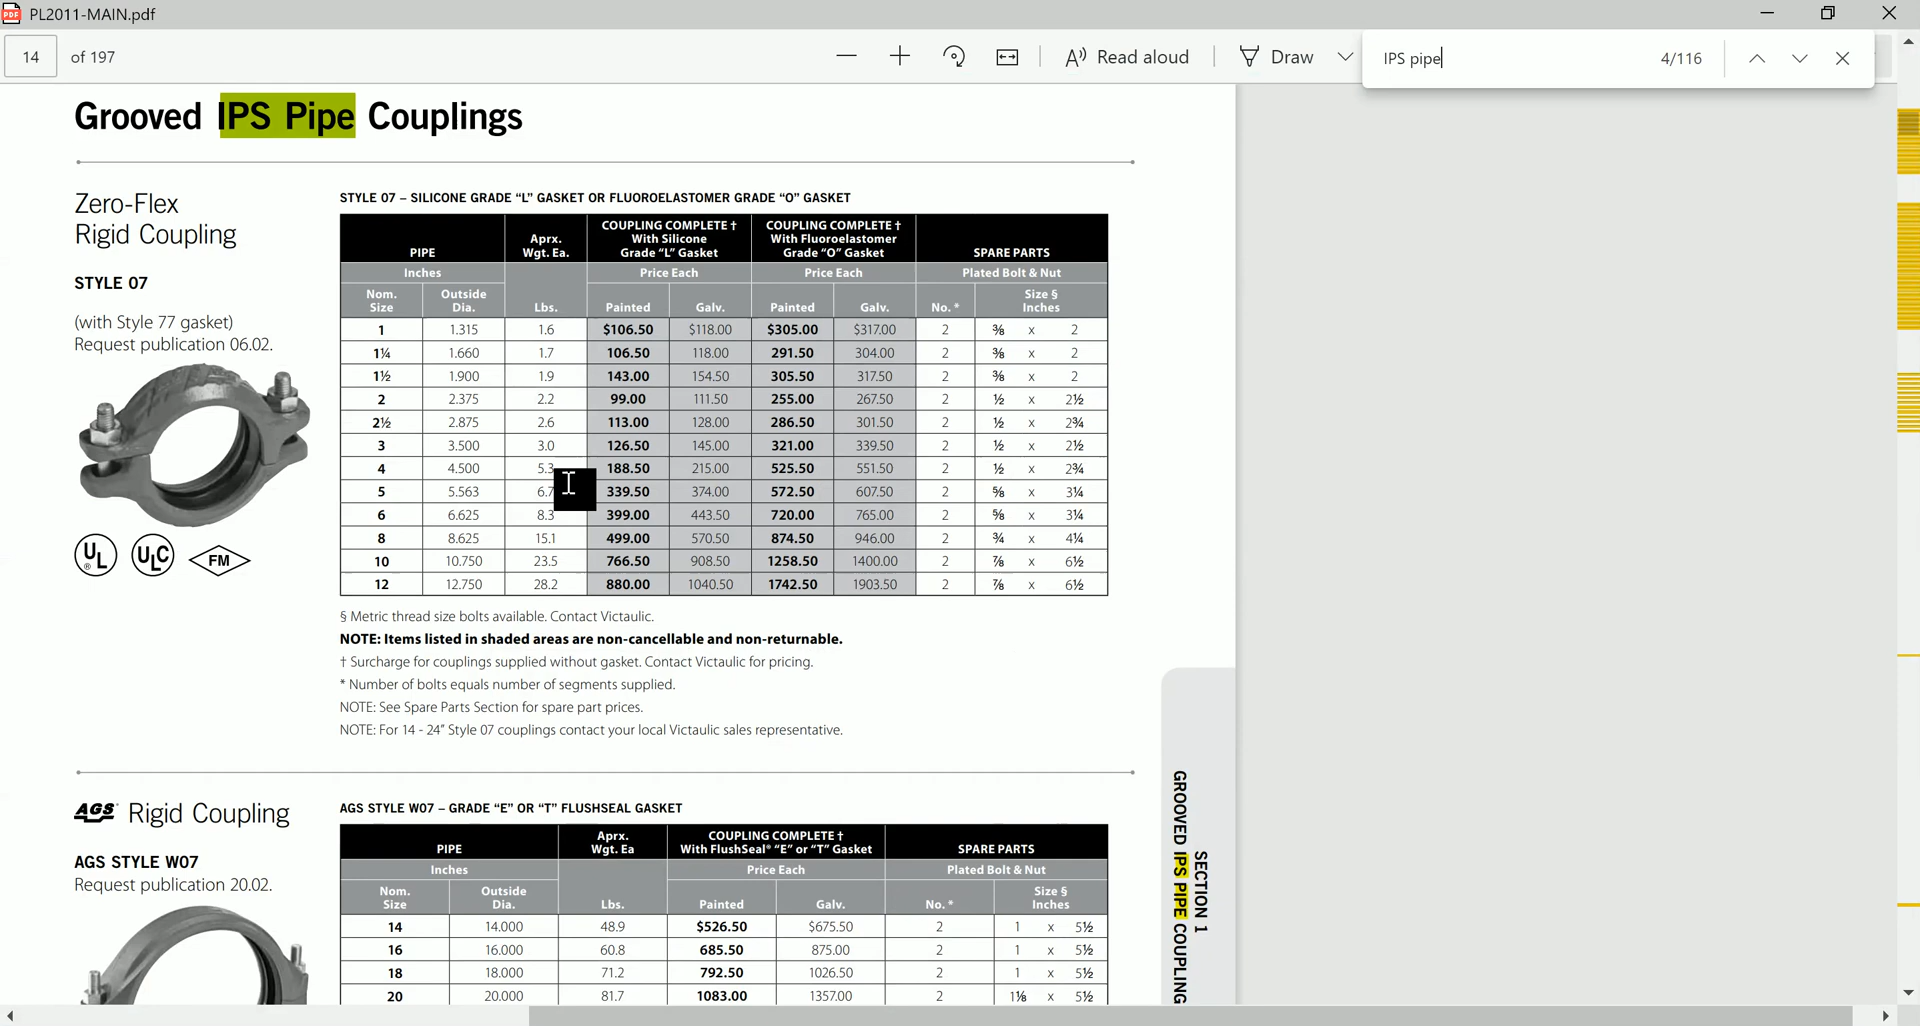 PL2011-MAIN.pdf
14 of 197 Read aloud Draw IPS pipe 4/116
Grooved IPS Pipe Couplings
Zero-Flex
Rigid Coupling
STYLE 07
(with Style 77 gasket)
Request publication 06.02.
UL ULC FM
STYLE 07 – SILICONE GRADE “L” GASKET OR FLUOROELASTOMER GRADE “O” GASKET
PIPE Aprx. Wgt. Ea. COUPLING COMPLETE † With Silicone Grade “L” Gasket COUPLING COMPLETE † With Fluoroelastomer Grade “O” Gasket SPARE PARTS
Inches Price Each Price Each Plated Bolt & Nut
Nom. Size Outside Dia. Lbs. Painted Galv. Painted Galv. No. * Size § Inches
1 1.315 1.6 $106.50 $118.00 $305.00 $317.00 2 ⅜ x 2
1¼ 1.660 1.7 106.50 118.00 291.50 304.00 2 ⅜ x 2
1½ 1.900 1.9 143.00 154.50 305.50 317.50 2 ⅜ x 2
2 2.375 2.2 99.00 111.50 255.00 267.50 2 ½ x 2½
2½ 2.875 2.6 113.00 128.00 286.50 301.50 2 ½ x 2¾
3 3.500 3.0 126.50 145.00 321.00 339.50 2 ½ x 2½
4 4.500 5.3 188.50 215.00 525.50 551.50 2 ½ x 2¾
5 5.563 6.7 339.50 374.00 572.50 607.50 2 ⅝ x 3¼
6 6.625 8.3 399.00 443.50 720.00 765.00 2 ⅝ x 3¼
8 8.625 15.1 499.00 570.50 874.50 946.00 2 ¾ x 4¼
10 10.750 23.5 766.50 908.50 1258.50 1400.00 2 ⅞ x 6½
12 12.750 28.2 880.00 1040.50 1742.50 1903.50 2 ⅞ x 6½
§ Metric thread size bolts available. Contact Victaulic.
NOTE: Items listed in shaded areas are non-cancellable and non-returnable.
† Surcharge for couplings supplied without gasket. Contact Victaulic for pricing.
* Number of bolts equals number of segments supplied.
NOTE: See Spare Parts Section for spare part prices.
NOTE: For 14 - 24” Style 07 couplings contact your local Victaulic sales representative.
AGS Rigid Coupling
AGS STYLE W07
Request publication 20.02.
AGS STYLE W07 – GRADE “E” OR “T” FLUSHSEAL GASKET
PIPE Aprx. Wgt. Ea COUPLING COMPLETE † With FlushSeal® “E” or “T” Gasket SPARE PARTS
Inches Price Each Plated Bolt & Nut
Nom. Size Outside Dia. Lbs. Painted Galv. No. * Size § Inches
14 14.000 48.9 $526.50 $675.50 2 1 x 5½
16 16.000 60.8 685.50 875.00 2 1 x 5½
18 18.000 71.2 792.50 1026.50 2 1 x 5½
20 20.000 81.7 1083.00 1357.00 2 1⅛ x 5½
SECTION 1
GROOVED IPS PIPE COUPLING